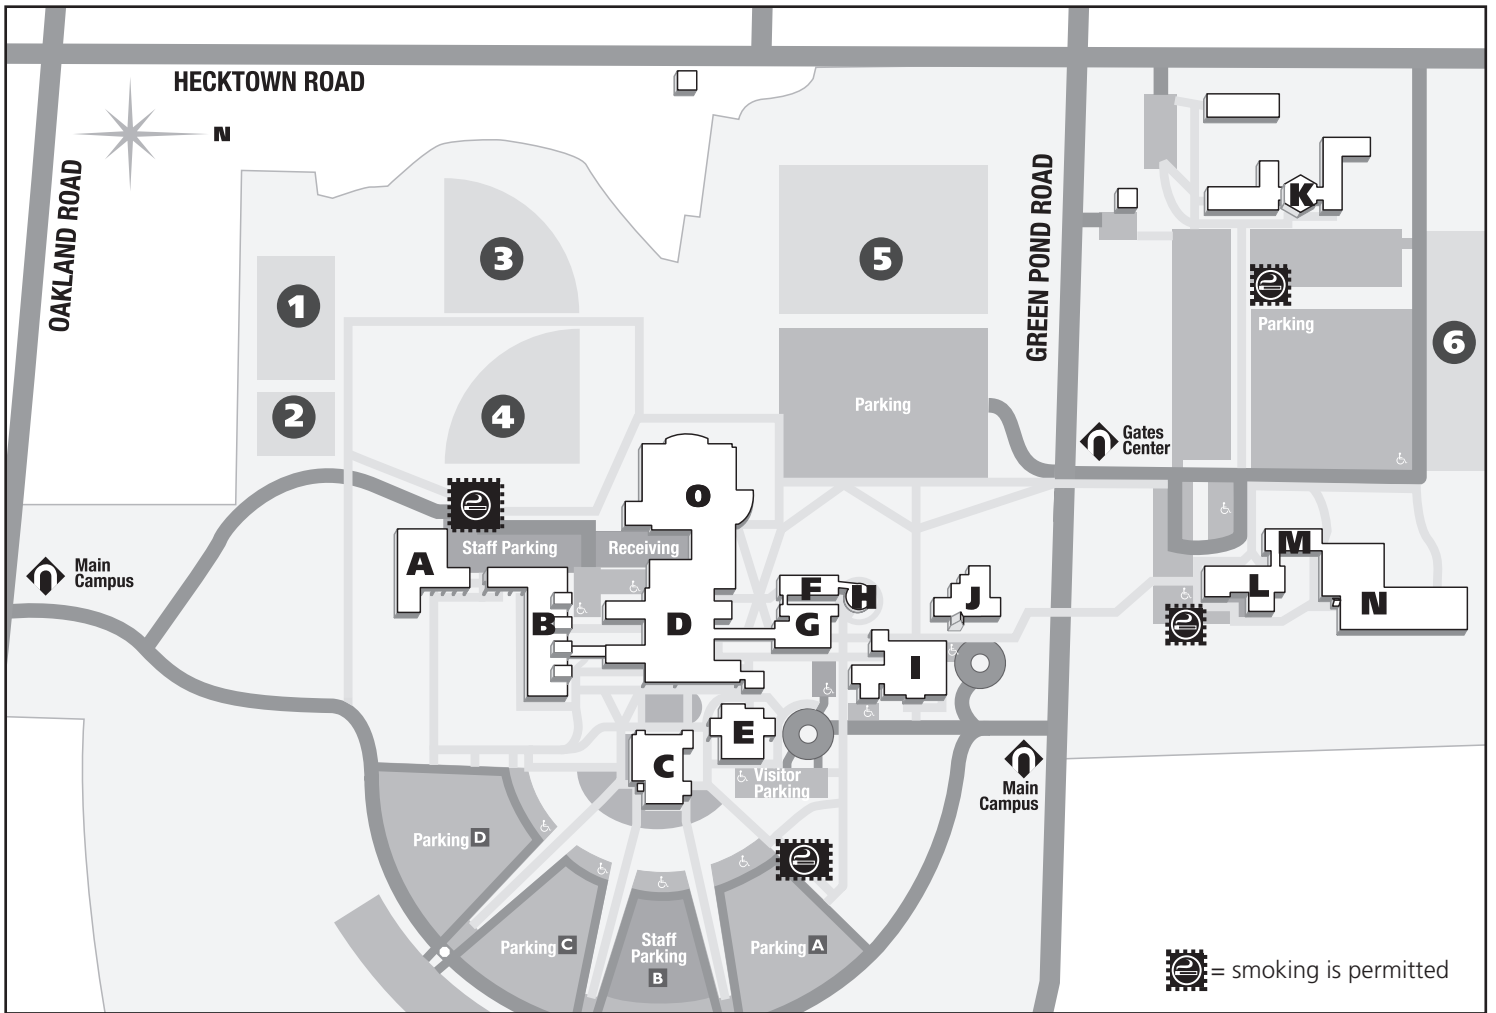 HECKTOWN ROAD
N
OAKLAND ROAD
GREEN POND ROAD
K
3
5
1
Parking
6
2
4
Parking
Gates
Center
O
A
Staff Parking
Receiving
M
Main
Campus
F
H
J
L
N
B
D
G
I
E
C
Visitor
Parking
Main
Campus
Parking D
Parking C
Staff
Parking
B
Parking A
= smoking is permitted